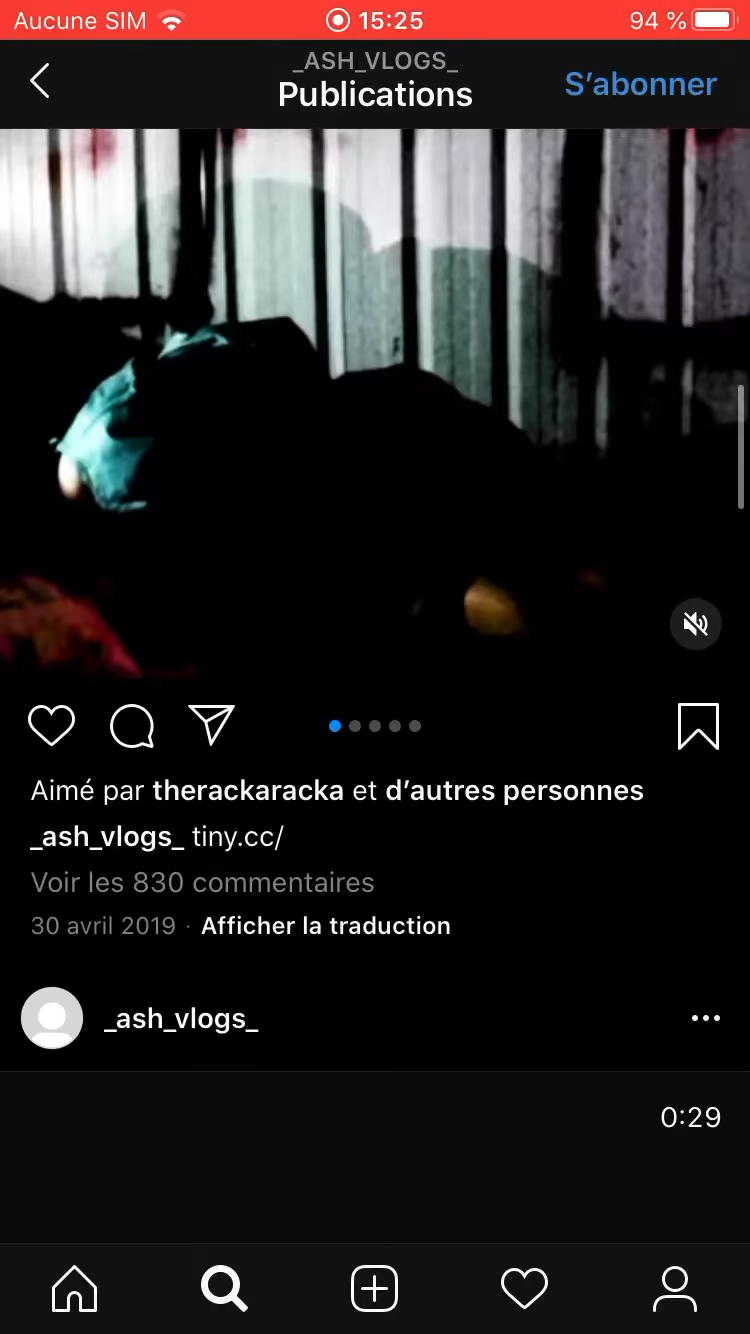 Aucune SIM 15:25 94 %
_ASH_VLOGS_
Publications
S'abonner
Aimé par therackaracka et d'autres personnes
_ash_vlogs_ tiny.cc/
Voir les 830 commentaires
30 avril 2019 · Afficher la traduction
_ash_vlogs_
0:29